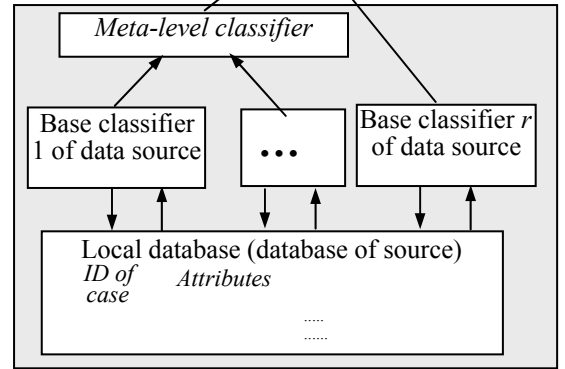 Meta-level classifier
Base classifier
1 of data source
...
Base classifier r
of data source
Local database (database of source)
ID of
case
Attributes
.....
......